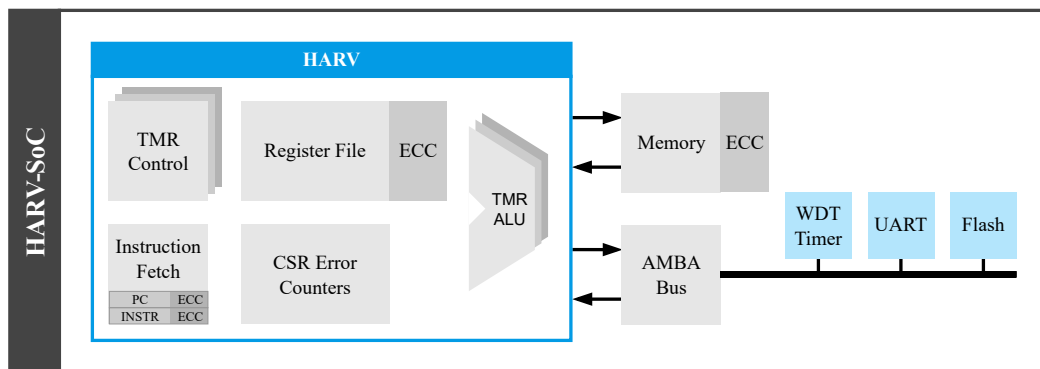 HARV-SoC
HARV
TMR
Control
Register File
ECC
TMR
ALU
Instruction
Fetch
PC
ECC
INSTR
ECC
CSR Error
Counters
Memory
ECC
AMBA
Bus
WDT
Timer
UART
Flash